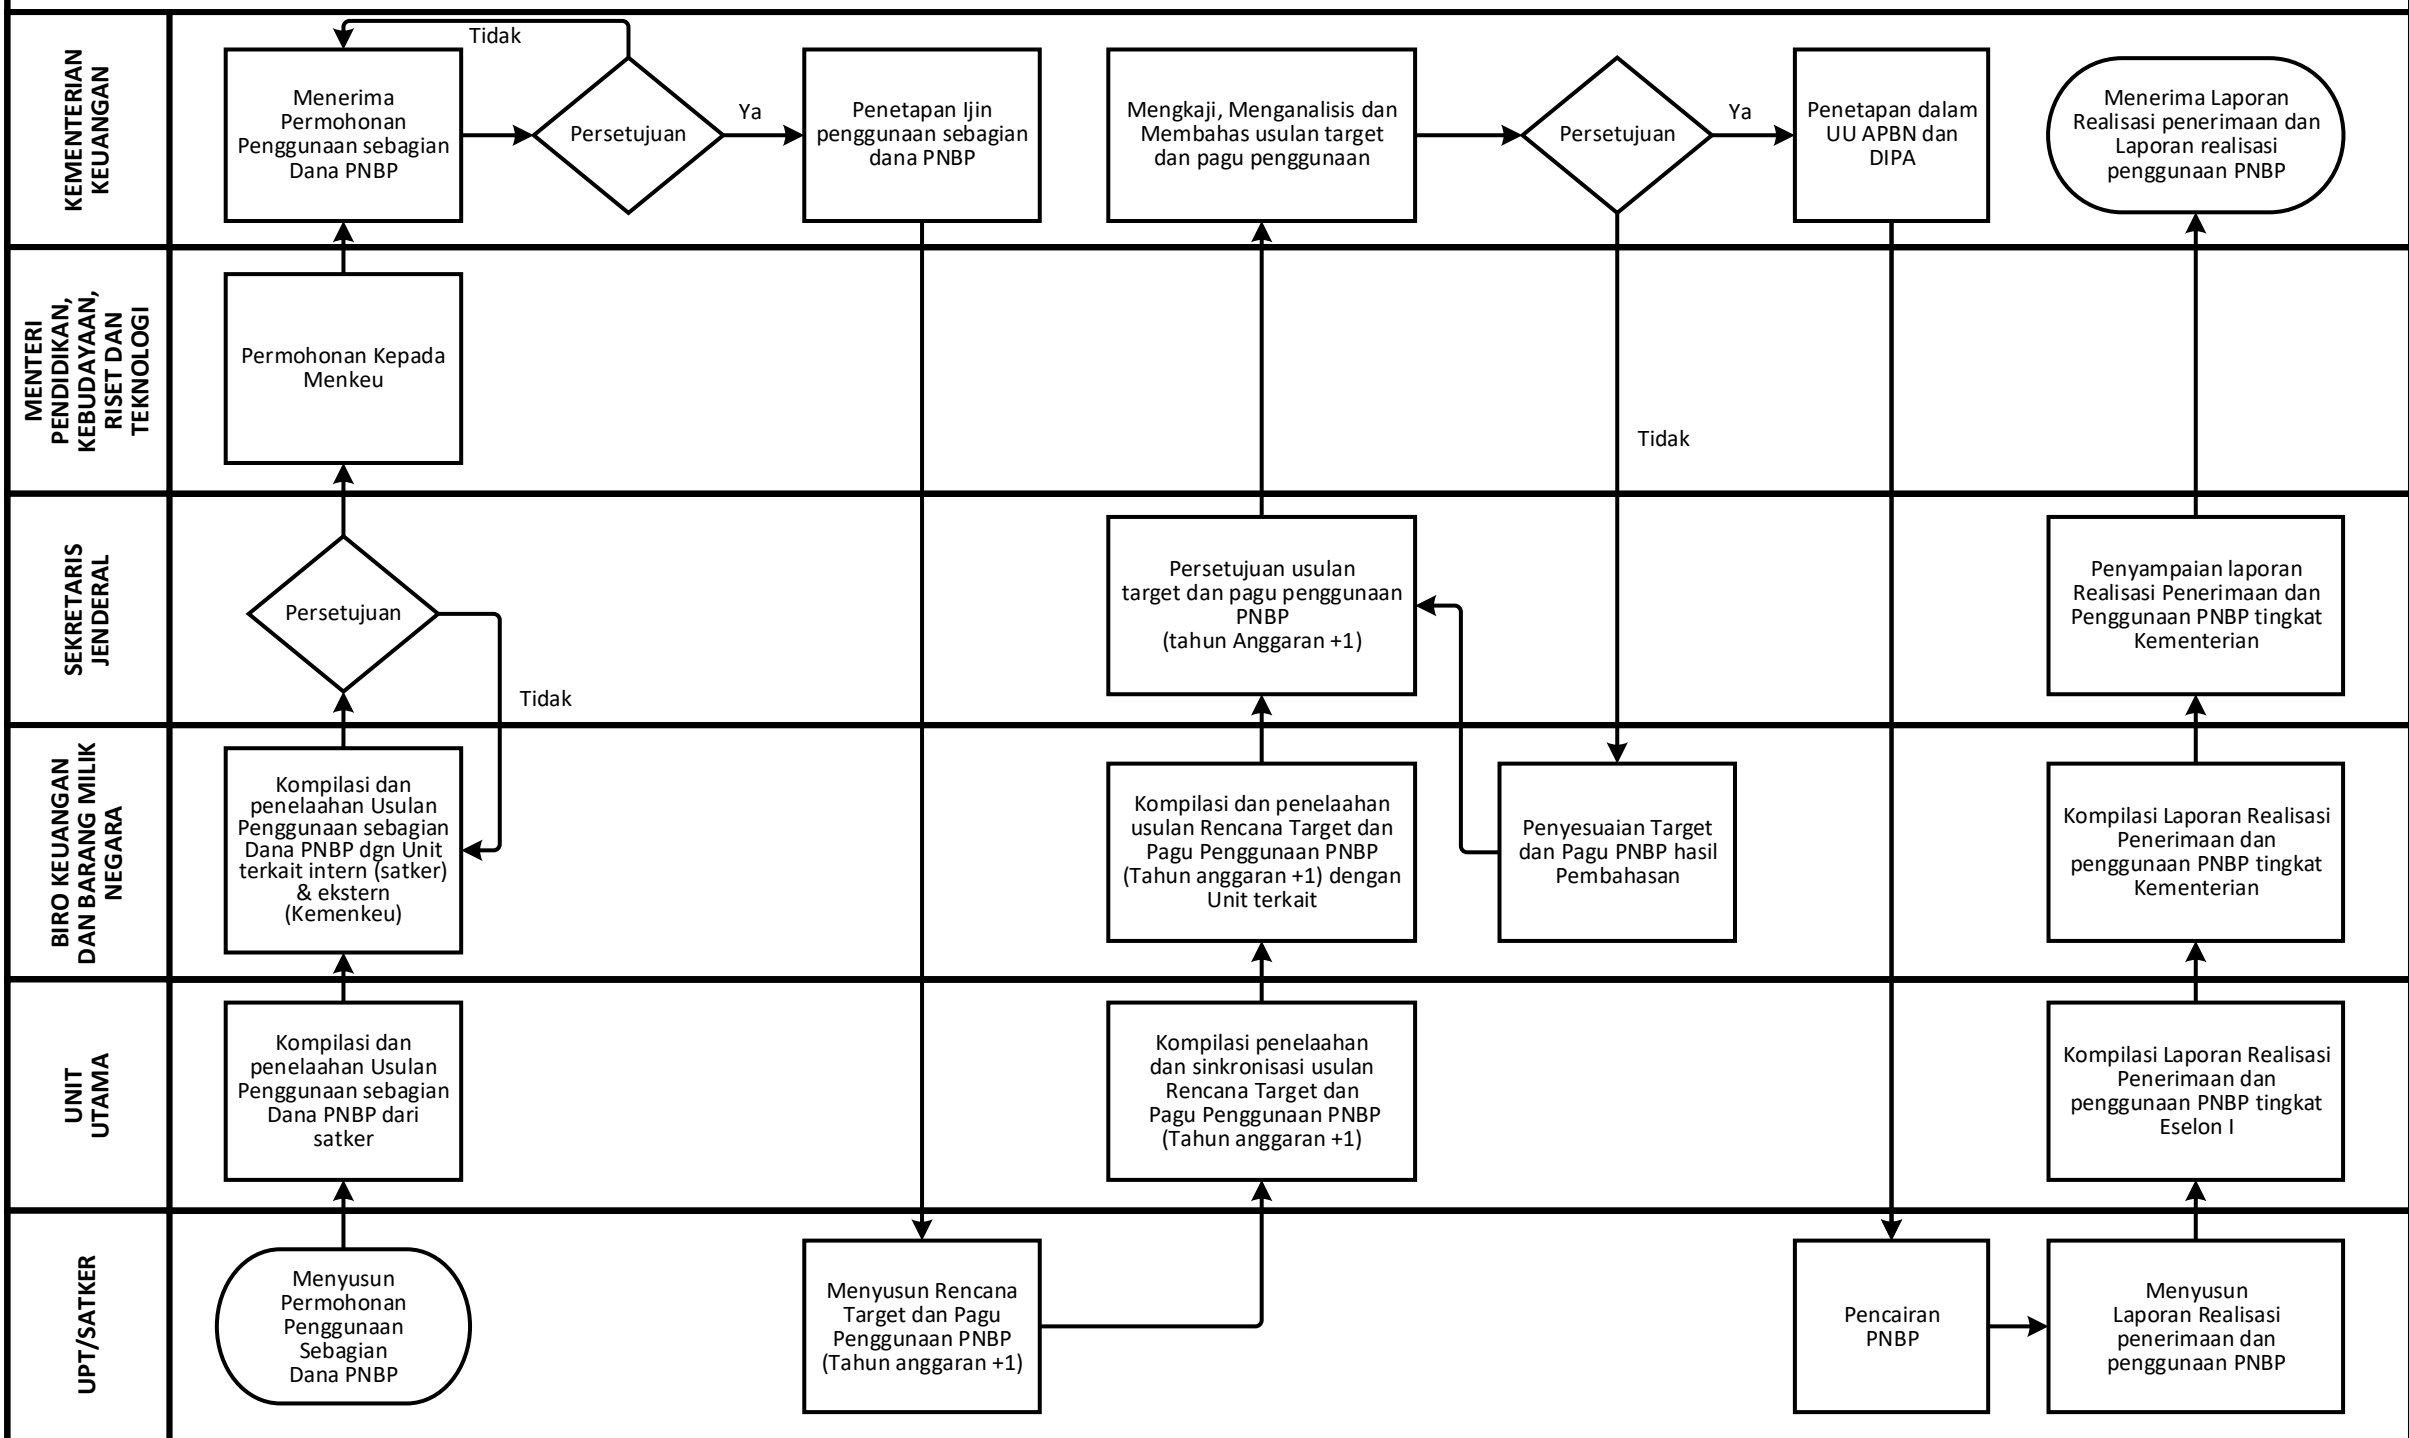 KEMENTERIAN
KEUANGAN
Tidak
Menerima
Permohonan
Penggunaan sebagian
Dana PNBP
Persetujuan
Ya
Penetapan Ijin
penggunaan sebagian
dana PNBP
Mengkaji, Menganalisis dan
Membahas usulan target
dan pagu penggunaan
Persetujuan
Ya
Penetapan dalam
UU APBN dan
DIPA
Menerima Laporan
Realisasi penerimaan dan
Laporan realisasi
penggunaan PNBP
MENTERI
PENDIDIKAN,
KEBUDAYAAN,
RISET DAN
TEKNOLOGI
Permohonan Kepada
Menkeu
Tidak
SEKRETARIS
JENDERAL
Persetujuan
Tidak
Persetujuan usulan
target dan pagu penggunaan
PNBP
(tahun Anggaran +1)
Penyampaian laporan
Realisasi Penerimaan dan
Penggunaan PNBP tingkat
Kementerian
BIRO KEUANGAN
DAN BARANG MILIK
NEGARA
Kompilasi dan
penelaahan Usulan
Penggunaan sebagian
Dana PNBP dgn Unit
terkait intern (satker)
& ekstern
(Kemenkeu)
Kompilasi dan penelaahan
usulan Rencana Target dan
Pagu Penggunaan PNBP
(Tahun anggaran +1) dengan
Unit terkait
Penyesuaian Target
dan Pagu PNBP hasil
Pembahasan
Kompilasi Laporan Realisasi
Penerimaan dan
penggunaan PNBP tingkat
Kementerian
UNIT
UTAMA
Kompilasi dan
penelaahan Usulan
Penggunaan sebagian
Dana PNBP dari
satker
Kompilasi penelaahan
dan sinkronisasi usulan
Rencana Target dan
Pagu Penggunaan PNBP
(Tahun anggaran +1)
Kompilasi Laporan Realisasi
Penerimaan dan
penggunaan PNBP tingkat
Eselon I
UPT/SATKER
Menyusun
Permohonan
Penggunaan
Sebagian
Dana PNBP
Menyusun Rencana
Target dan Pagu
Penggunaan PNBP
(Tahun anggaran +1)
Pencairan
PNBP
Menyusun
Laporan Realisasi
penerimaan dan
penggunaan PNBP